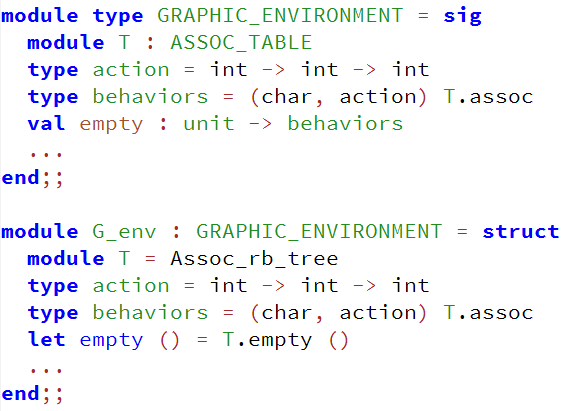 module type GRAPHIC_ENVIRONMENT = sig
  module T : ASSOC_TABLE
  type action = int -> int -> int
  type behaviors = (char, action) T.assoc
  val empty : unit -> behaviors
  ...
end;;

module G_env : GRAPHIC_ENVIRONMENT = struct
  module T = Assoc_rb_tree
  type action = int -> int -> int
  type behaviors = (char, action) T.assoc
  let empty () = T.empty ()
  ...
end;;